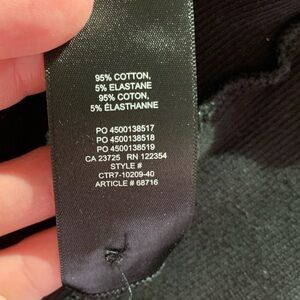 95% COTTON,
5% ELASTANE
95% COTON,
5% ÉLASTHANNE
PO 4500138517
PO 4500138518
PO 4500138519
CA 23725 RN 122354
STYLE #
CTR7-10209-40
ARTICLE # 68716